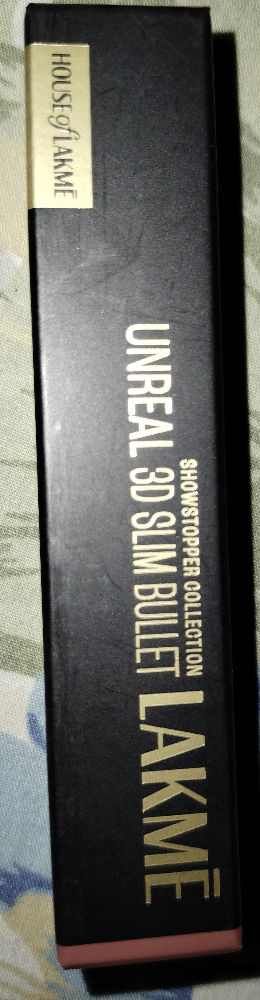 HOUSE of LAKMĒ
SHOWSTOPPER COLLECTION
UNREAL 3D SLIM BULLET LAKMĒ